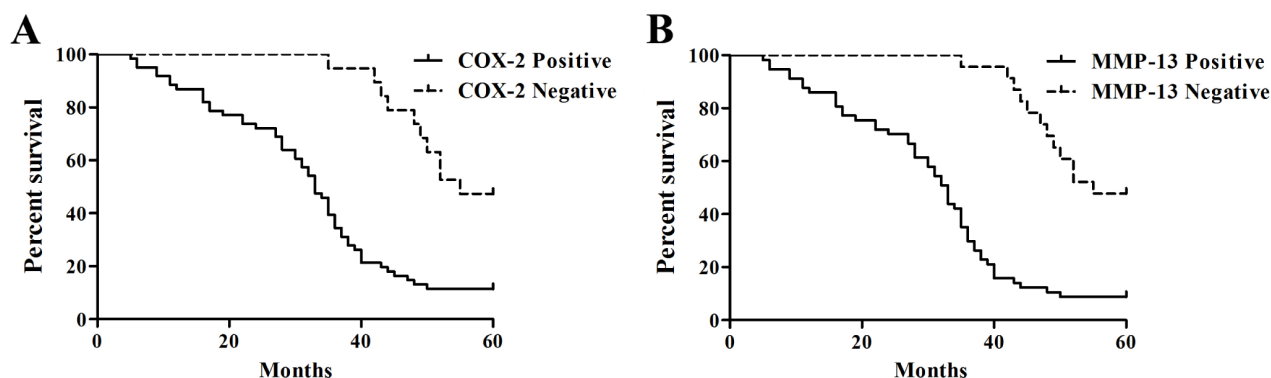 A
Percent survival
100
80
60
40
20
0
COX-2 Positive
COX-2 Negative
0 20 40 60
Months
B
Percent survival
100
80
60
40
20
0
MMP-13 Positive
MMP-13 Negative
0 20 40 60
Months